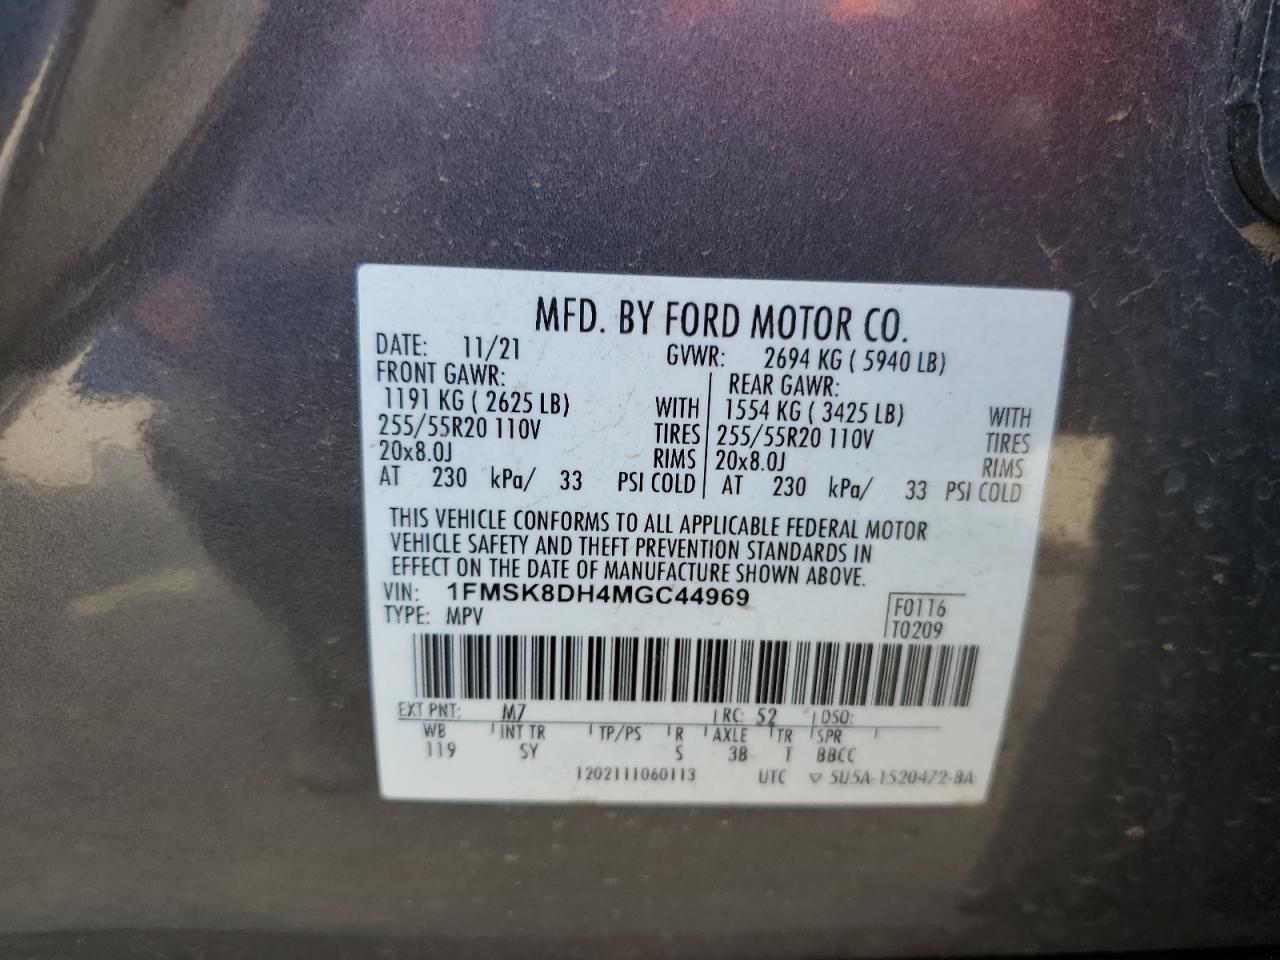 MFD. BY FORD MOTOR CO.
DATE: 11/21 GVWR: 2694 KG ( 5940 LB)
FRONT GAWR: REAR GAWR:
1191 KG ( 2625 LB) WITH 1554 KG ( 3425 LB) WITH
255/55R20 110V TIRES 255/55R20 110V TIRES
20x8.0J RIMS 20x8.0J RIMS
AT 230 kPa/ 33 PSI COLD AT 230 kPa/ 33 PSI COLD
THIS VEHICLE CONFORMS TO ALL APPLICABLE FEDERAL MOTOR
VEHICLE SAFETY AND THEFT PREVENTION STANDARDS IN
EFFECT ON THE DATE OF MANUFACTURE SHOWN ABOVE.
VIN: 1FMSK8DH4MGC44969 F0116
TYPE: MPV T0209
EXT PNT: M7 RC: 52 DSO:
WB INT TR TP/PS R AXLE TR SPR
119 SY S 3B T BBCC
1202111060113 UTC ▽ 5U5A-1520472-BA